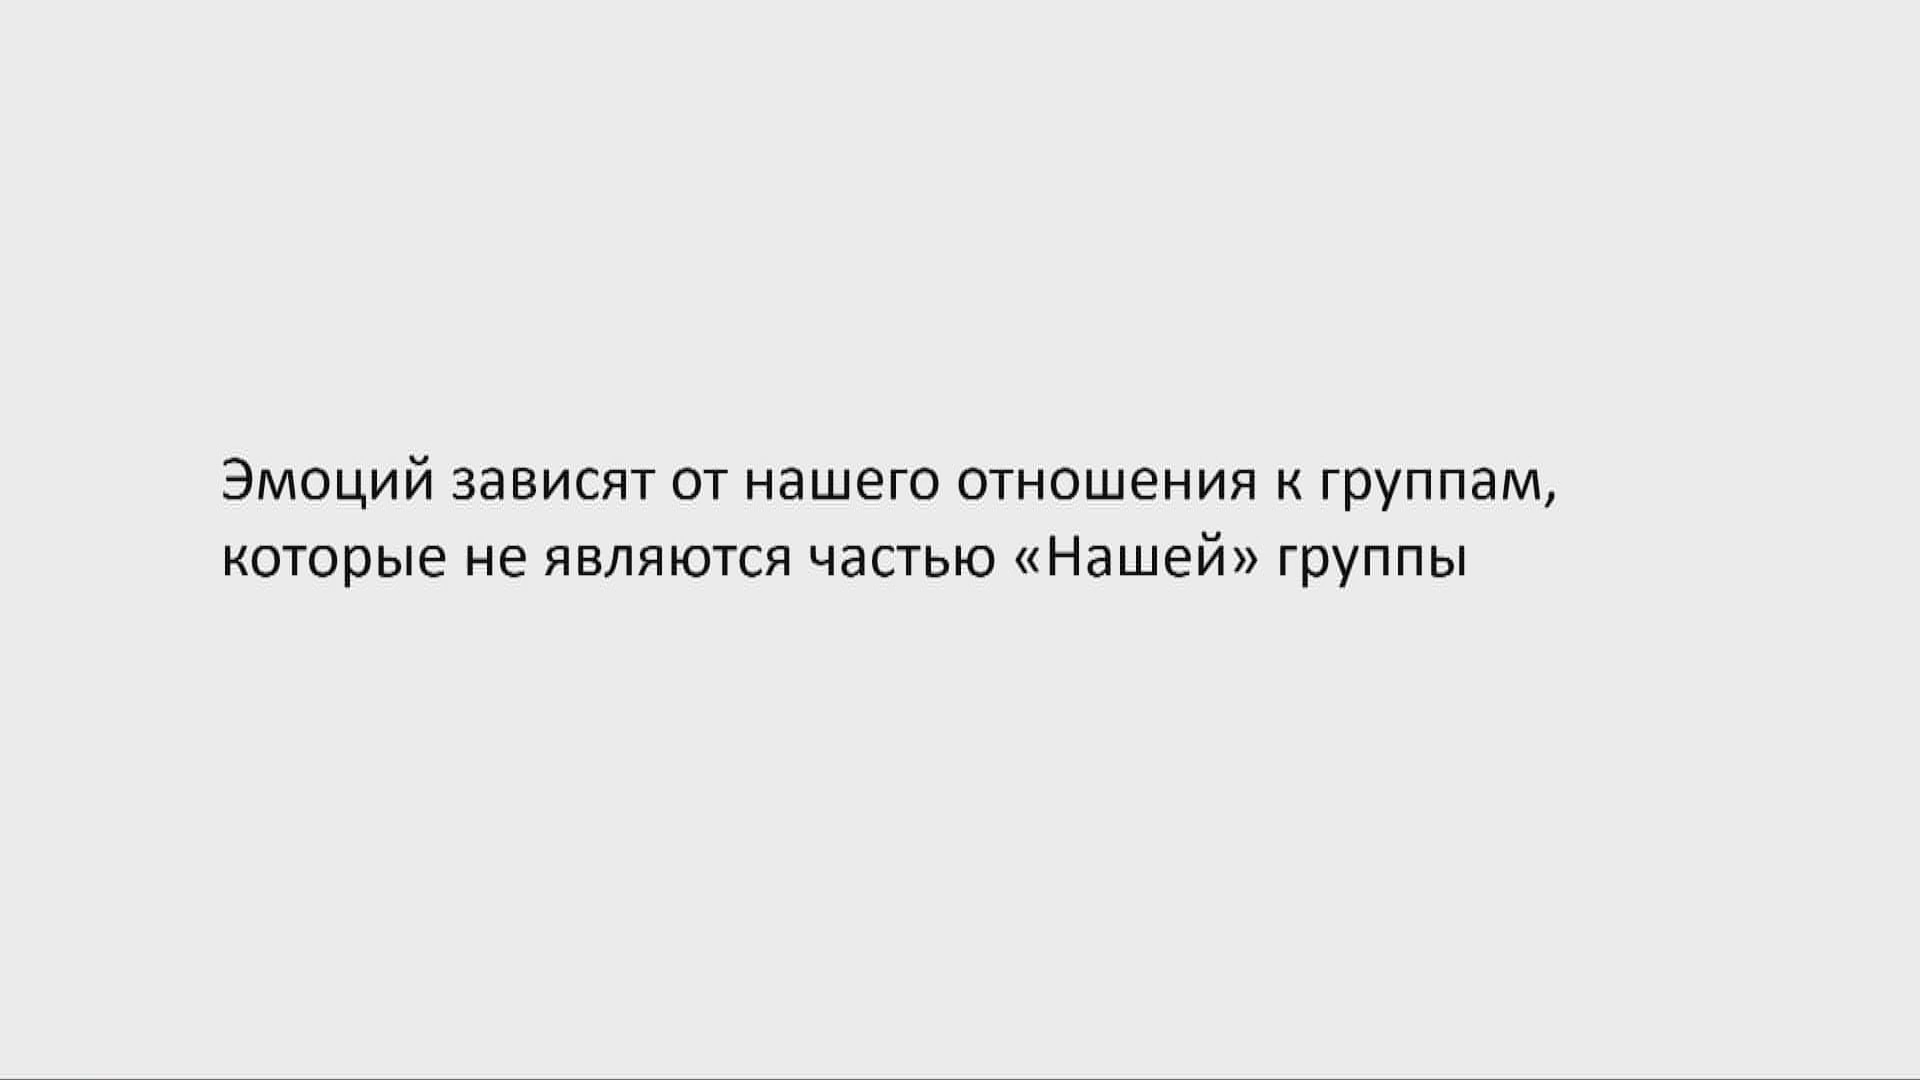 Эмоций зависят от нашего отношения к группам,
которые не являются частью «Нашей» группы